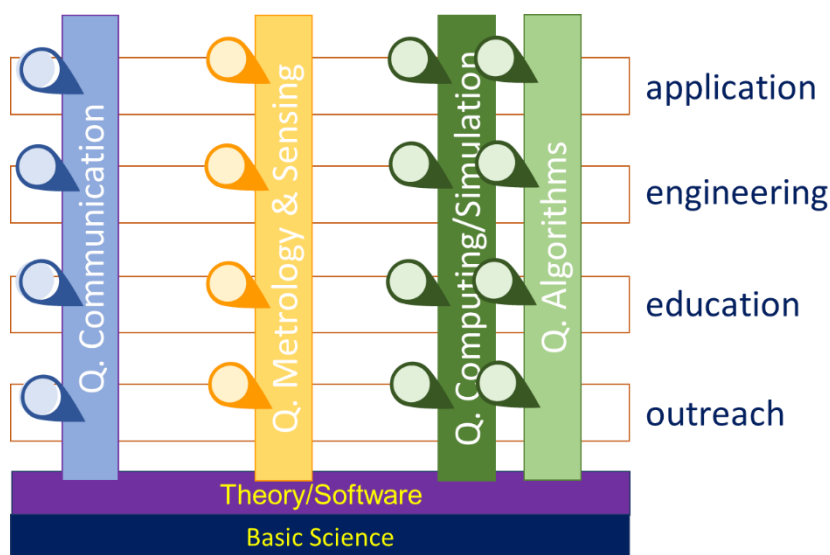 Q. Communication
Q. Metrology & Sensing
Q. Computing/Simulation
Q. Algorithms
application
engineering
education
outreach
Theory/Software
Basic Science